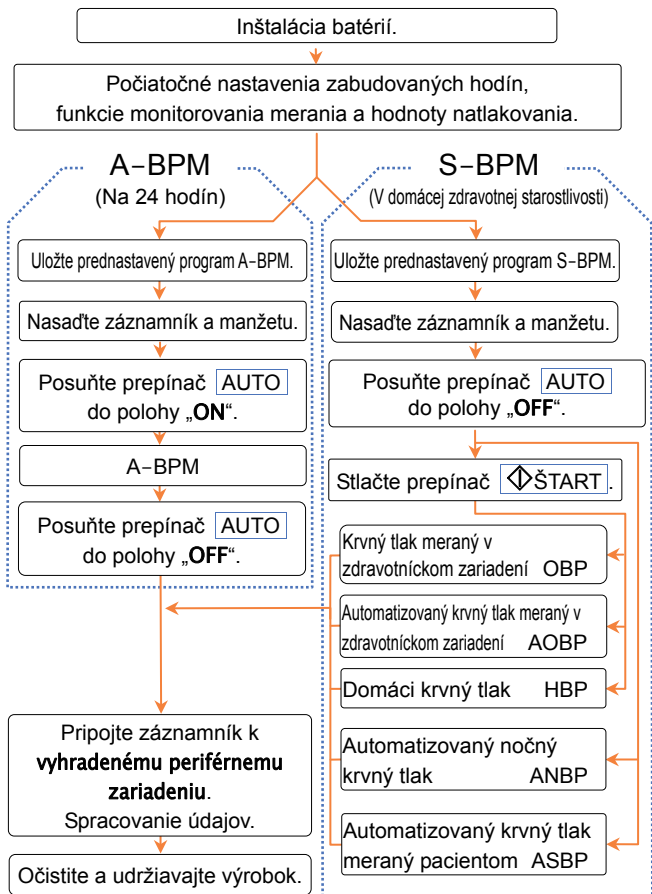 Inštalácia batérií.
Počiatočné nastavenia zabudovaných hodín,
funkcie monitorovania merania a hodnoty natlakovania.
A–BPM
(Na 24 hodín)
Uložte prednastavený program A–BPM.
Nasaďte záznamník a manžetu.
Posuňte prepínač AUTO
do polohy „ON“.
A–BPM
Posuňte prepínač AUTO
do polohy „OFF“.
S–BPM
(V domácej zdravotnej starostlivosti)
Uložte prednastavený program S–BPM.
Nasaďte záznamník a manžetu.
Posuňte prepínač AUTO
do polohy „OFF“.
Stlačte prepínač ŠTART.
Krvný tlak meraný v
zdravotníckom zariadení OBP
Automatizovaný krvný tlak meraný v
zdravotníckom zariadení AOBP
Domáci krvný tlak HBP
Automatizovaný nočný
krvný tlak ANBP
Automatizovaný krvný tlak
meraný pacientom ASBP
Pripojte záznamník k
vyhradenému periférnemu
zariadeniu.
Spracovanie údajov.
Očistite a udržiavajte výrobok.